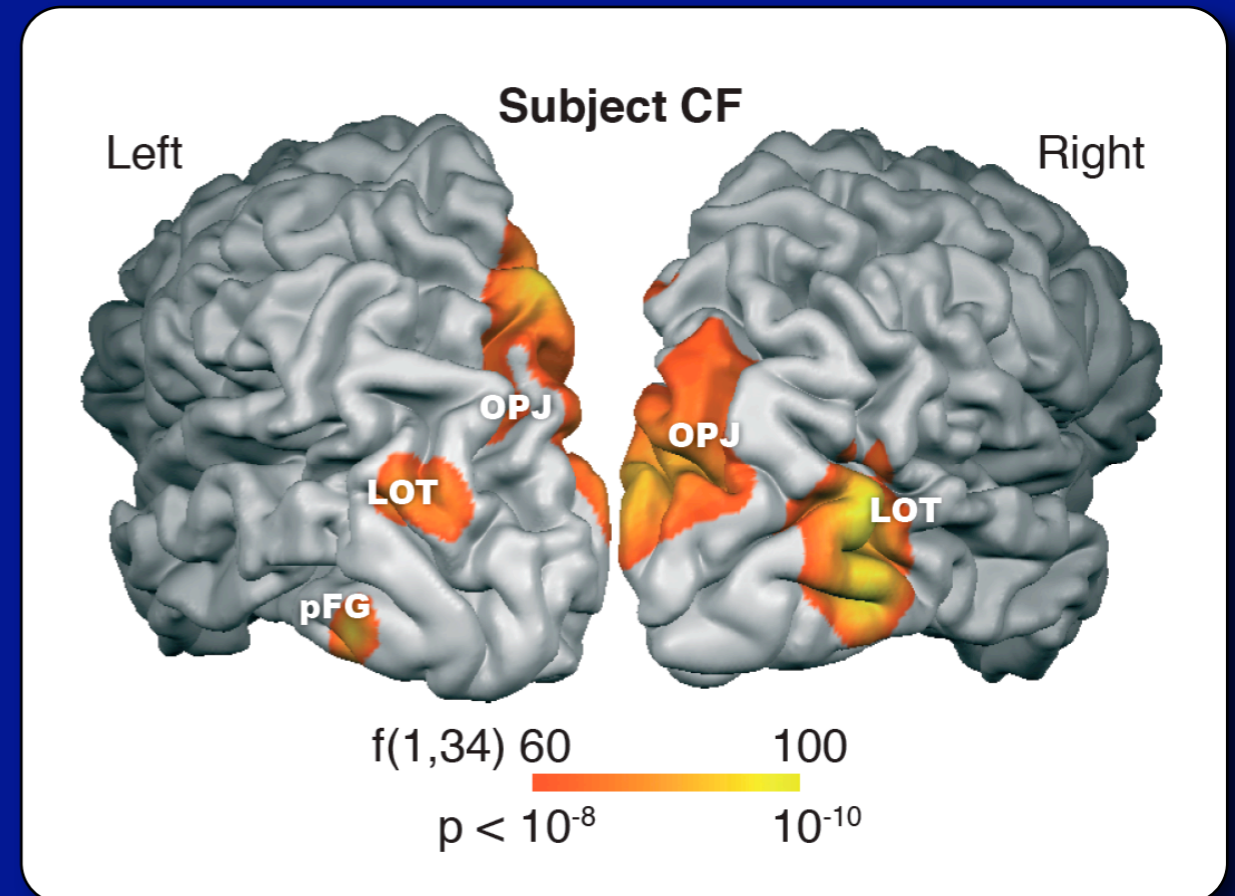 Subject CF
Left
Right
OPJ
OPJ
LOT
LOT
pFG
f(1,34) 60 100
p < 10⁻⁸ 10⁻¹⁰